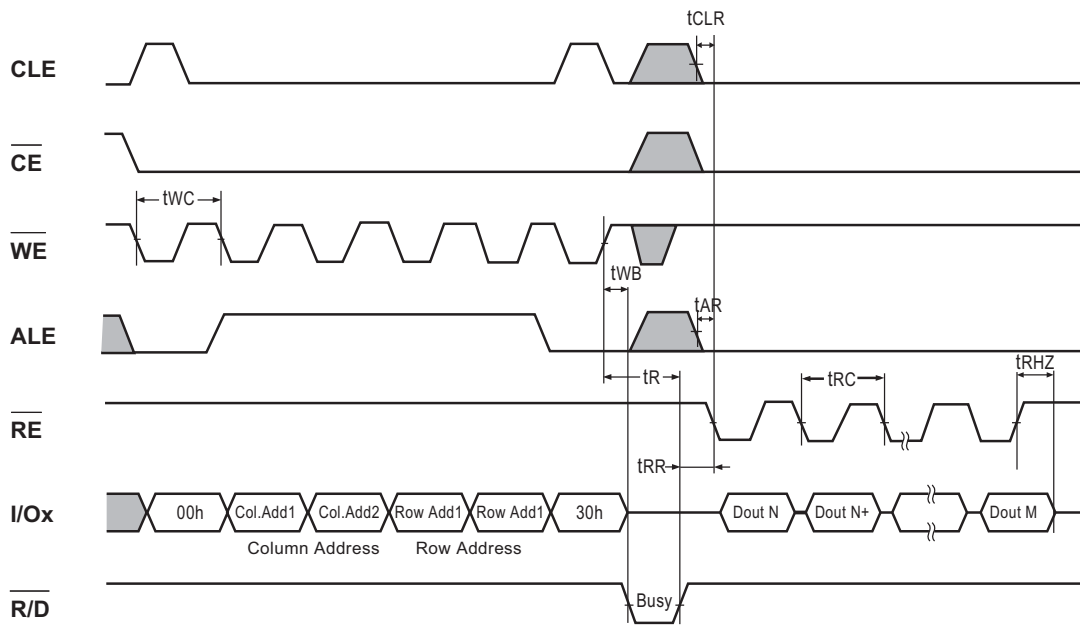 tCLR
CLE
CE
tWC
WE
tWB
tAR
ALE
tR
tRC
tRHZ
RE
tRR
I/Ox
00h
Col.Add1
Col.Add2
Row Add1
Row Add1
30h
Dout N
Dout N+
Dout M
Column Address
Row Address
R/D
Busy